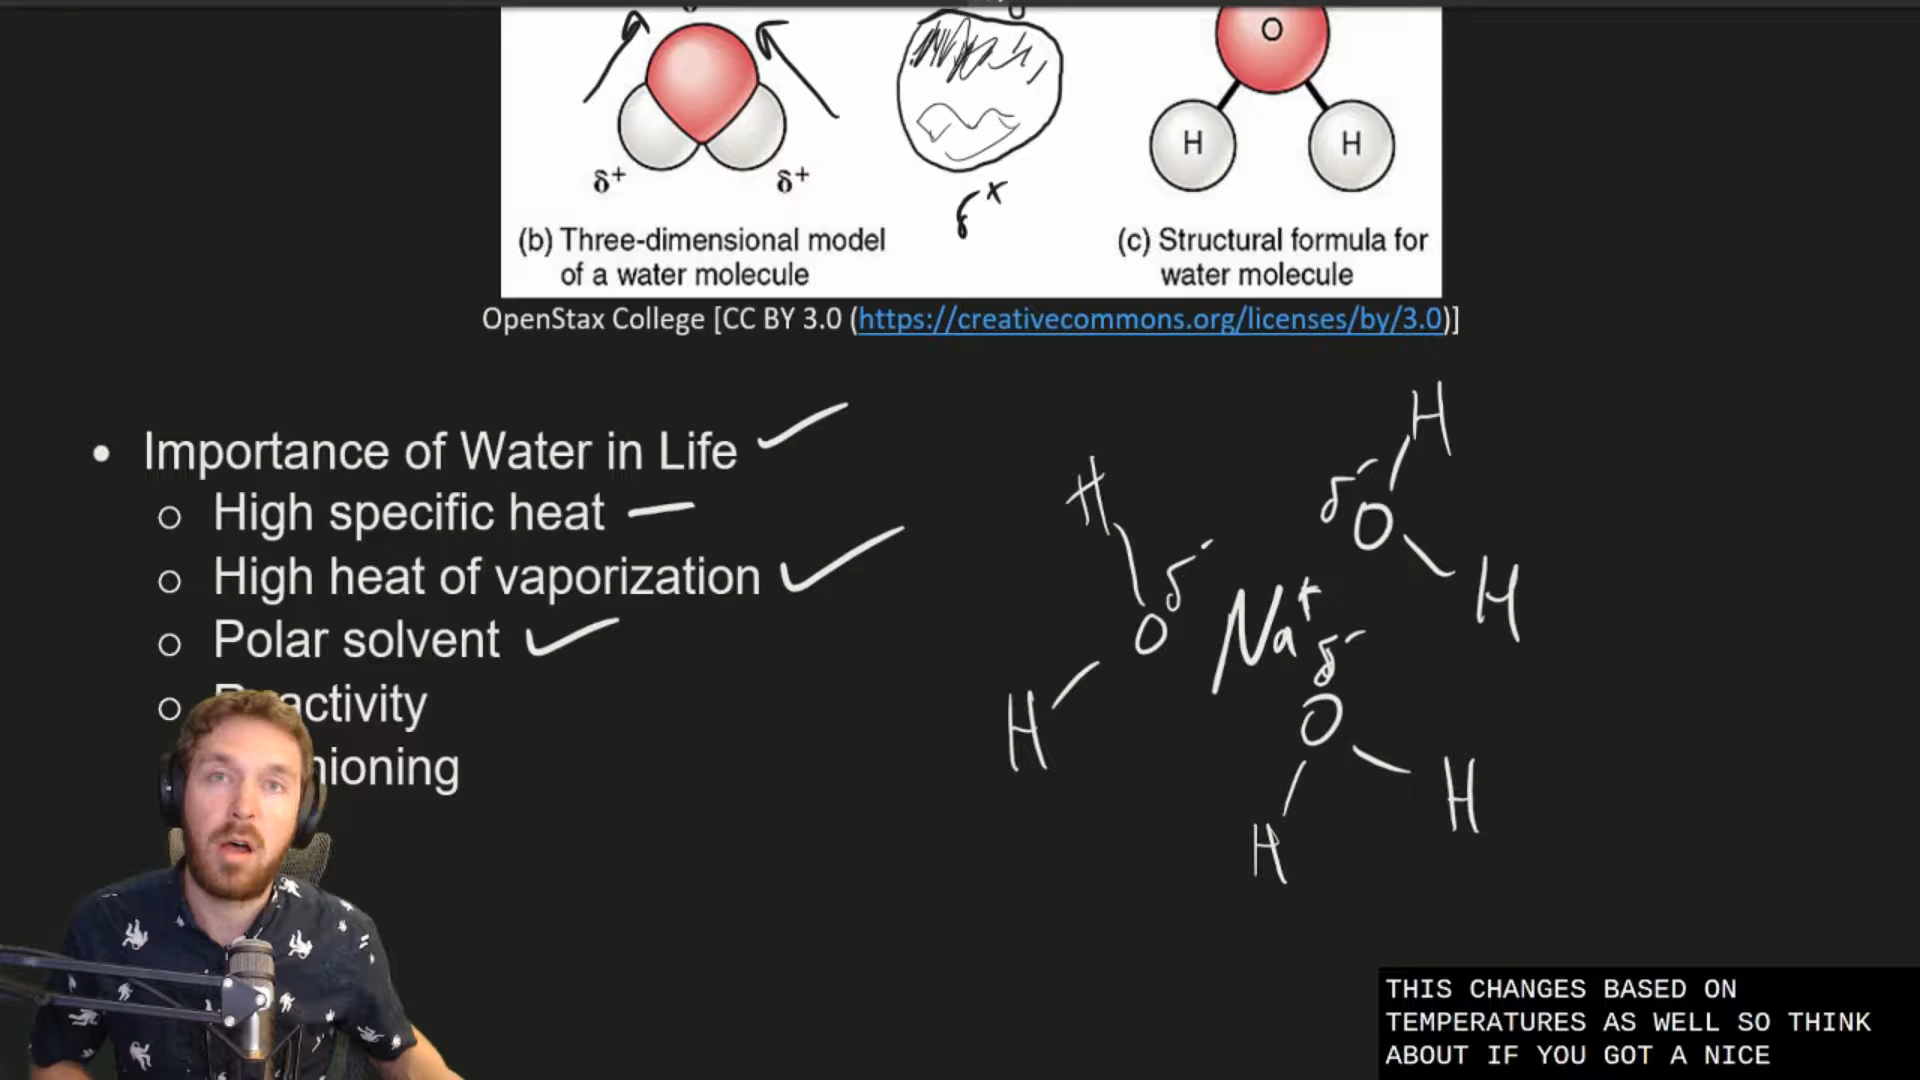 O
H H
δ+ δ+
δ+
(b) Three-dimensional model
of a water molecule
(c) Structural formula for
water molecule
OpenStax College [CC BY 3.0 (https://creativecommons.org/licenses/by/3.0)]
• Importance of Water in Life
○ High specific heat
○ High heat of vaporization
○ Polar solvent
○
H
δ-
O
H
H
δ-
O
H
Na+
δ-
O
H
H
THIS CHANGES BASED ON
TEMPERATURES AS WELL SO THINK
ABOUT IF YOU GOT A NICE